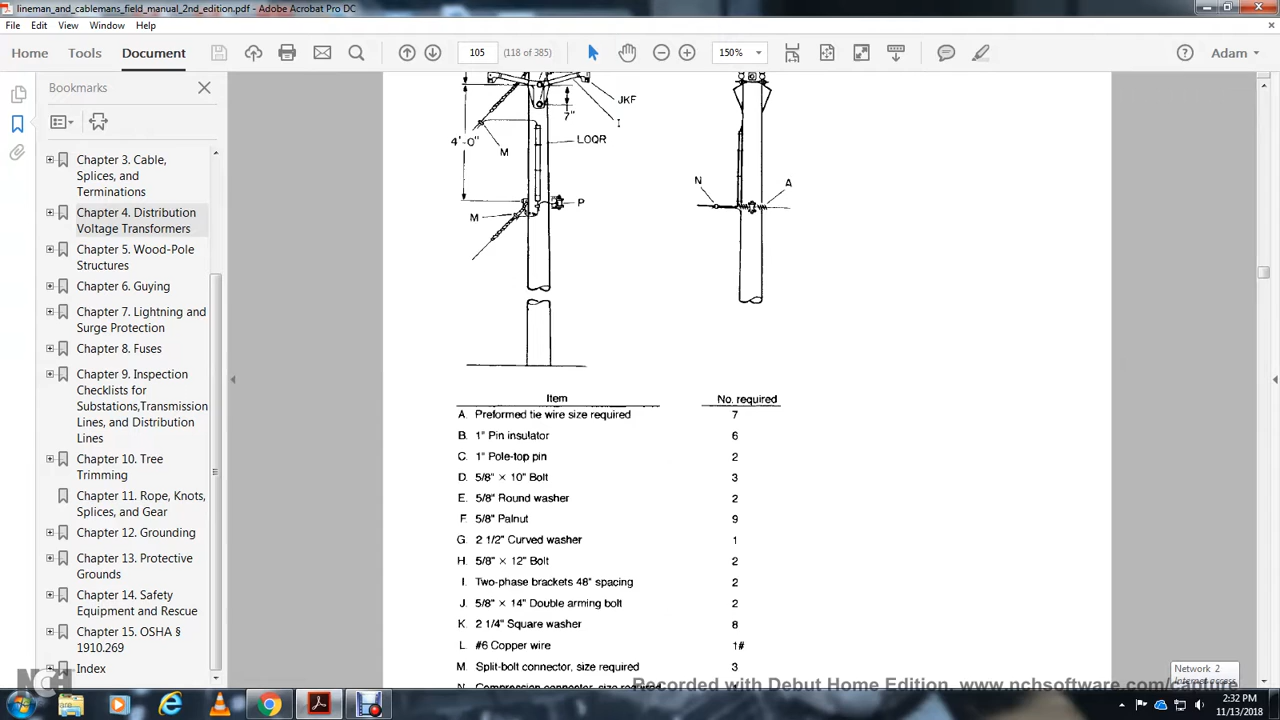 lineman_and_cablemans_field_manual_2nd_edition.pdf - Adobe Acrobat Pro DC
File Edit View Window Help
Home Tools Document 105 (118 of 385) 150% Adam
Bookmarks
Chapter 3. Cable,
Splices, and
Terminations
Chapter 4. Distribution
Voltage Transformers
Chapter 5. Wood-Pole
Structures
Chapter 6. Guying
Chapter 7. Lightning and
Surge Protection
Chapter 8. Fuses
Chapter 9. Inspection
Checklists for
Substations,Transmission
Lines, and Distribution
Lines
Chapter 10. Tree
Trimming
Chapter 11. Rope, Knots,
Splices, and Gear
Chapter 12. Grounding
Chapter 13. Protective
Grounds
Chapter 14. Safety
Equipment and Rescue
Chapter 15. OSHA §
1910.269
Index
JKF
7"
I
4'-0"
LOQR
M
P
M
N
A
Item No. required
A. Preformed tie wire size required 7
B. 1" Pin insulator 6
C. 1" Pole-top pin 2
D. 5/8" × 10" Bolt 3
E. 5/8" Round washer 2
F. 5/8" Palnut 9
G. 2 1/2" Curved washer 1
H. 5/8" × 12" Bolt 2
I. Two-phase brackets 48" spacing 2
J. 5/8" × 14" Double arming bolt 2
K. 2 1/4" Square washer 8
L. #6 Copper wire 1#
M. Split-bolt connector, size required 3
N. Compression connector, size required
Network 2
Internet access
NCH
Recorded with Debut Home Edition. www.nchsoftware.com/capture
2:32 PM
11/13/2018